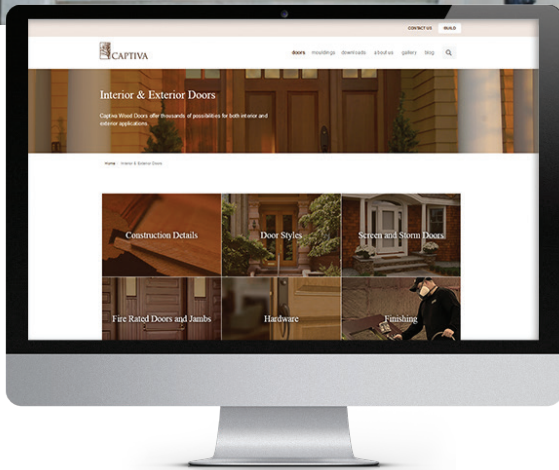 CONTACT US BUILD
CAPTIVA
doors mouldings downloads about us gallery blog
Interior & Exterior Doors
Captiva Wood Doors offer thousands of possibilities for both interior and
exterior applications.
Home Interior & Exterior Doors
Construction Details Door Styles Screen and Storm Doors
Fire Rated Doors and Jambs Hardware Finishing